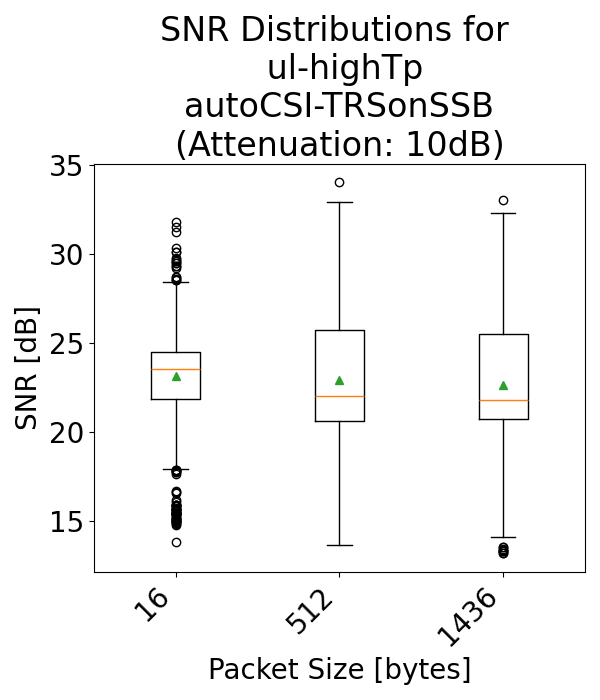 SNR Distributions for
ul-highTp
autoCSI-TRSonSSB
(Attenuation: 10dB)
35
30
25
20
15
SNR [dB]
16
512
1436
Packet Size [bytes]